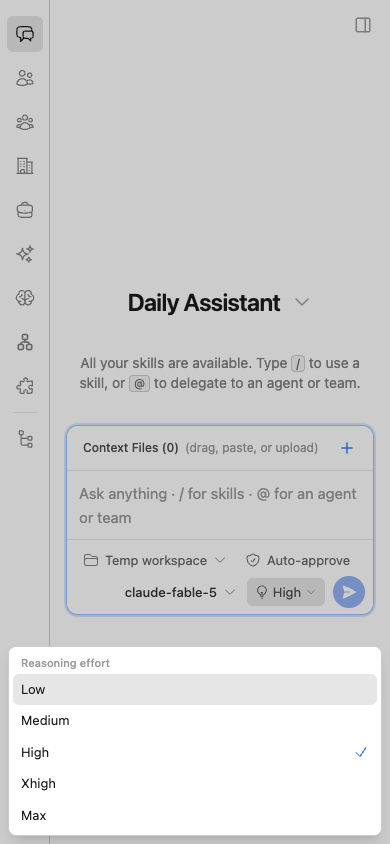 Daily Assistant
All your skills are available. Type / to use a
skill, or @ to delegate to an agent or team.
Context Files (0) (drag, paste, or upload)
Ask anything · / for skills · @ for an agent
or team
Temp workspace Auto-approve
claude-fable-5 High
Reasoning effort
Low
Medium
High
Xhigh
Max